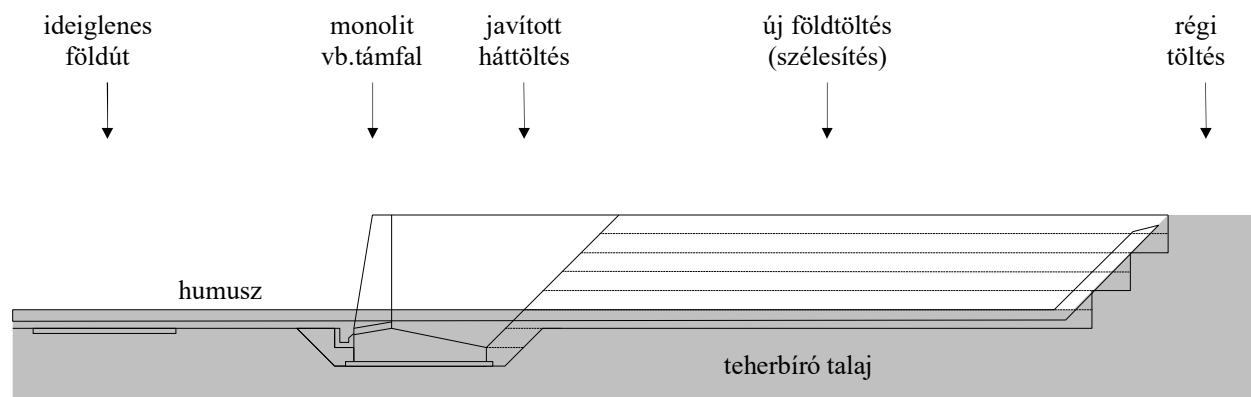 ideiglenes
földút
monolit
vb.támfal
javított
háttöltés
új földtöltés
(szélesítés)
régi
töltés
humusz
teherbíró talaj